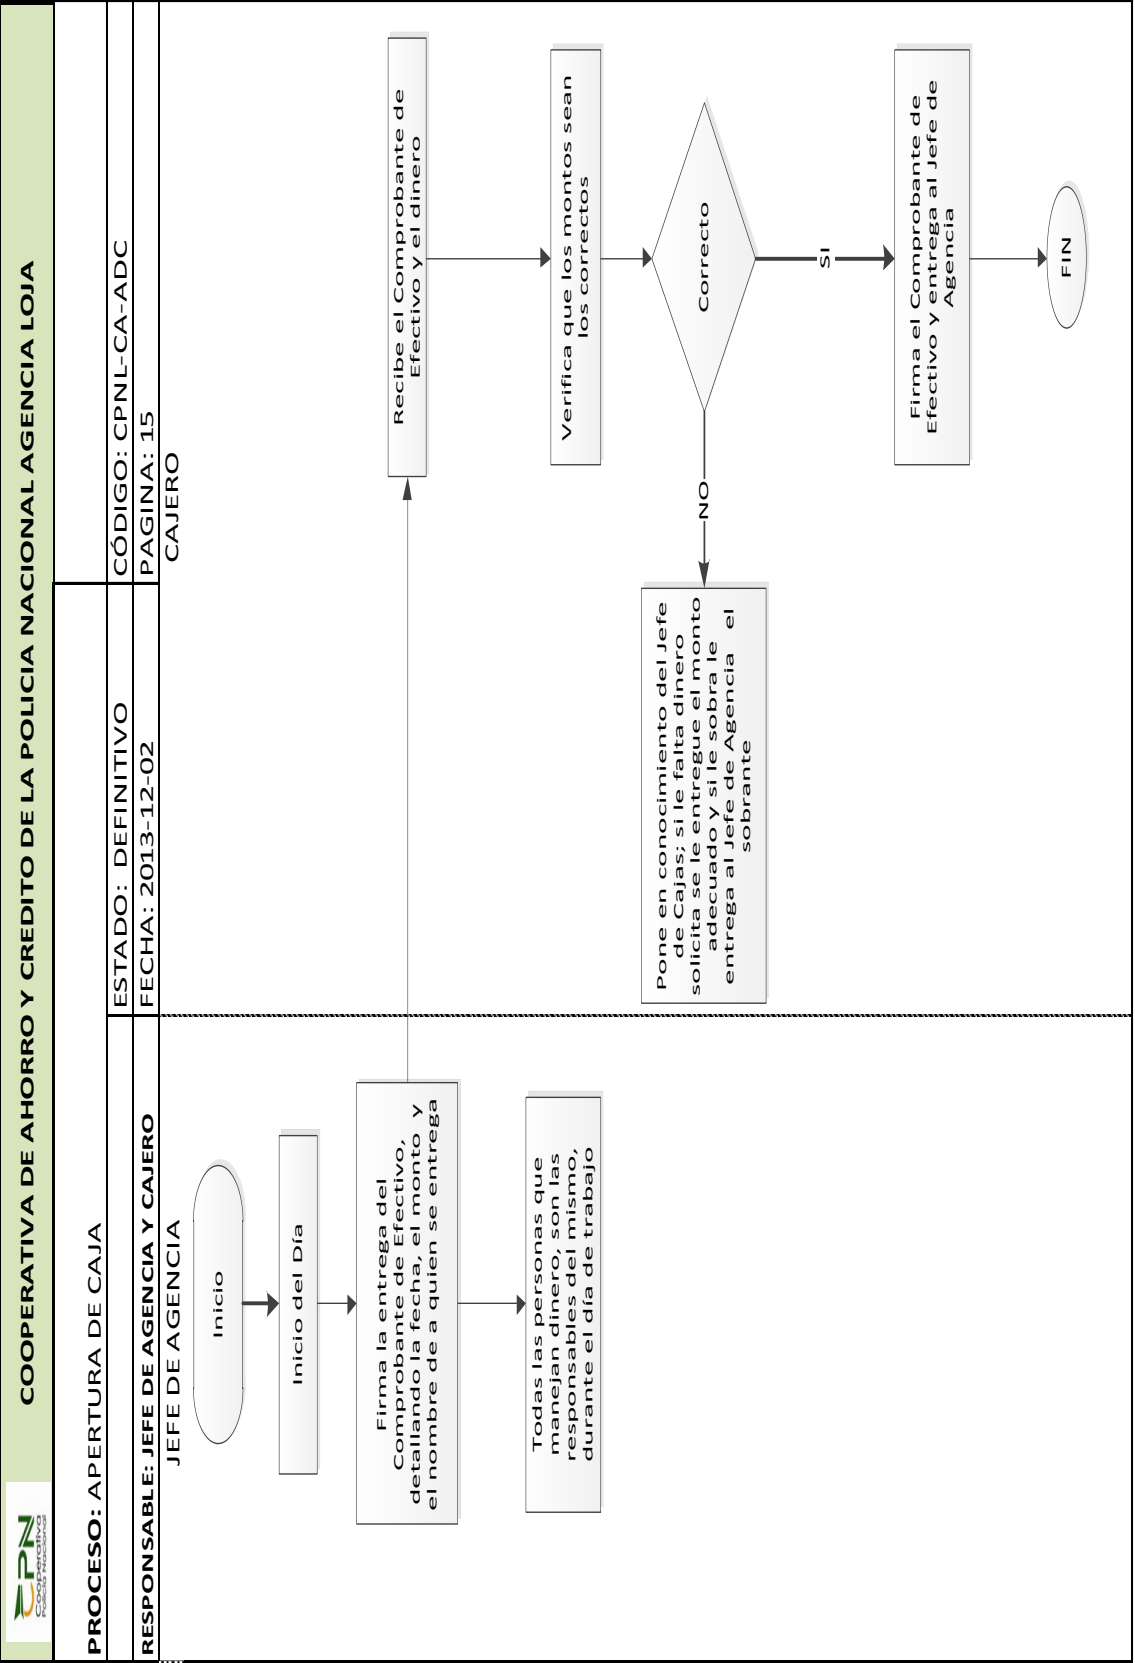 CPN
Cooperativa
Policía Nacional
COOPERATIVA DE AHORRO Y CREDITO DE LA POLICIA NACIONAL AGENCIA LOJA
PROCESO: APERTURA DE CAJA
ESTADO: DEFINITIVO
CÓDIGO: CPNL-CA-ADC
RESPONSABLE: JEFE DE AGENCIA Y CAJERO
FECHA: 2013-12-02
PAGINA: 15
JEFE DE AGENCIA
CAJERO
Inicio
Inicio del Día
Firma la entrega del
Comprobante de Efectivo,
detallando la fecha, el monto y
el nombre de a quien se entrega
Todas las personas que
manejan dinero, son las
responsables del mismo,
durante el día de trabajo
Recibe el Comprobante de
Efectivo y el dinero
Verifica que los montos sean
los correctos
Correcto
NO
Pone en conocimiento del Jefe
de Cajas; si le falta dinero
solicita se le entregue el monto
adecuado y si le sobra le
entrega al Jefe de Agencia el
sobrante
SI
Firma el Comprobante de
Efectivo y entrega al Jefe de
Agencia
FIN